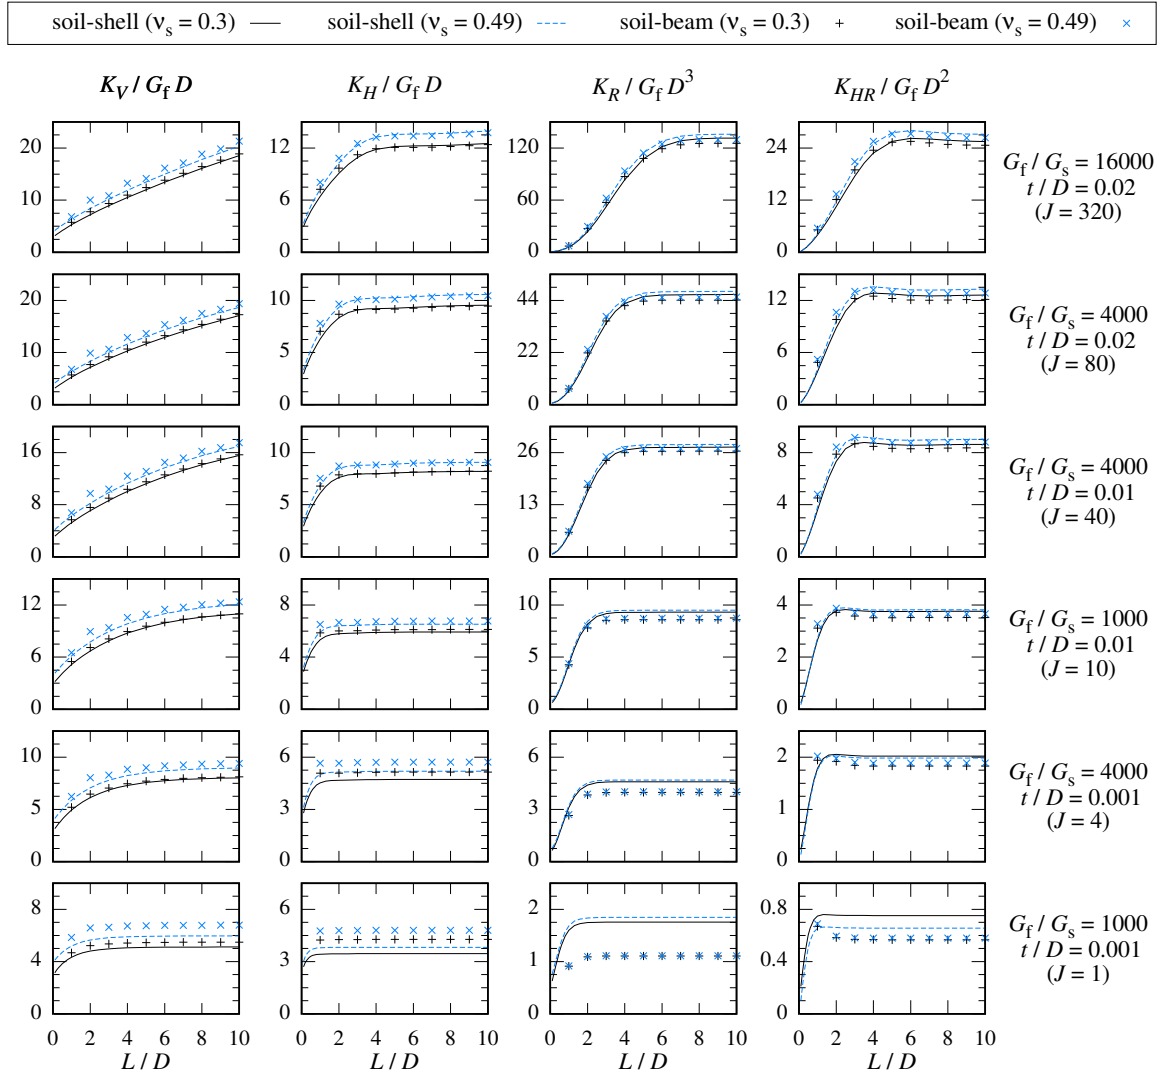 soil-shell (νs = 0.3) soil-shell (νs = 0.49) soil-beam (νs = 0.3) soil-beam (νs = 0.49)
KV / Gf D KH / Gf D KR / Gf D³ KHR / Gf D²
20 10 0
12 6 0
120 60 0
24 12 0
Gf / Gs = 16000
t / D = 0.02
(J = 320)
20 10 0
10 5 0
44 22 0
12 6 0
Gf / Gs = 4000
t / D = 0.02
(J = 80)
16 8 0
10 5 0
26 13 0
8 4 0
Gf / Gs = 4000
t / D = 0.01
(J = 40)
12 6 0
8 4 0
10 5 0
4 2 0
Gf / Gs = 1000
t / D = 0.01
(J = 10)
10 5 0
6 3 0
6 3 0
2 1 0
Gf / Gs = 4000
t / D = 0.001
(J = 4)
8 4 0
6 3 0
2 1 0
0.8 0.4 0
Gf / Gs = 1000
t / D = 0.001
(J = 1)
0 2 4 6 8 10 0 2 4 6 8 10 0 2 4 6 8 10 0 2 4 6 8 10
L / D L / D L / D L / D